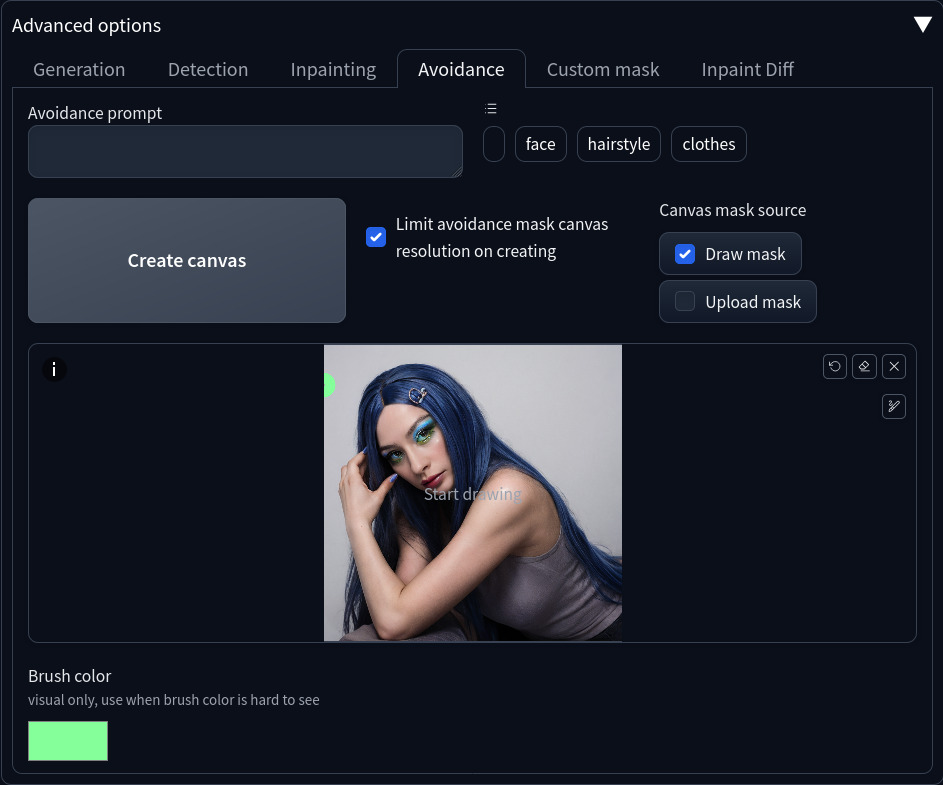 Advanced options
Generation
Detection
Inpainting
Avoidance
Custom mask
Inpaint Diff
Avoidance prompt
face
hairstyle
clothes
Create canvas
Limit avoidance mask canvas
resolution on creating
Canvas mask source
Draw mask
Upload mask
i
Start drawing
Brush color
visual only, use when brush color is hard to see